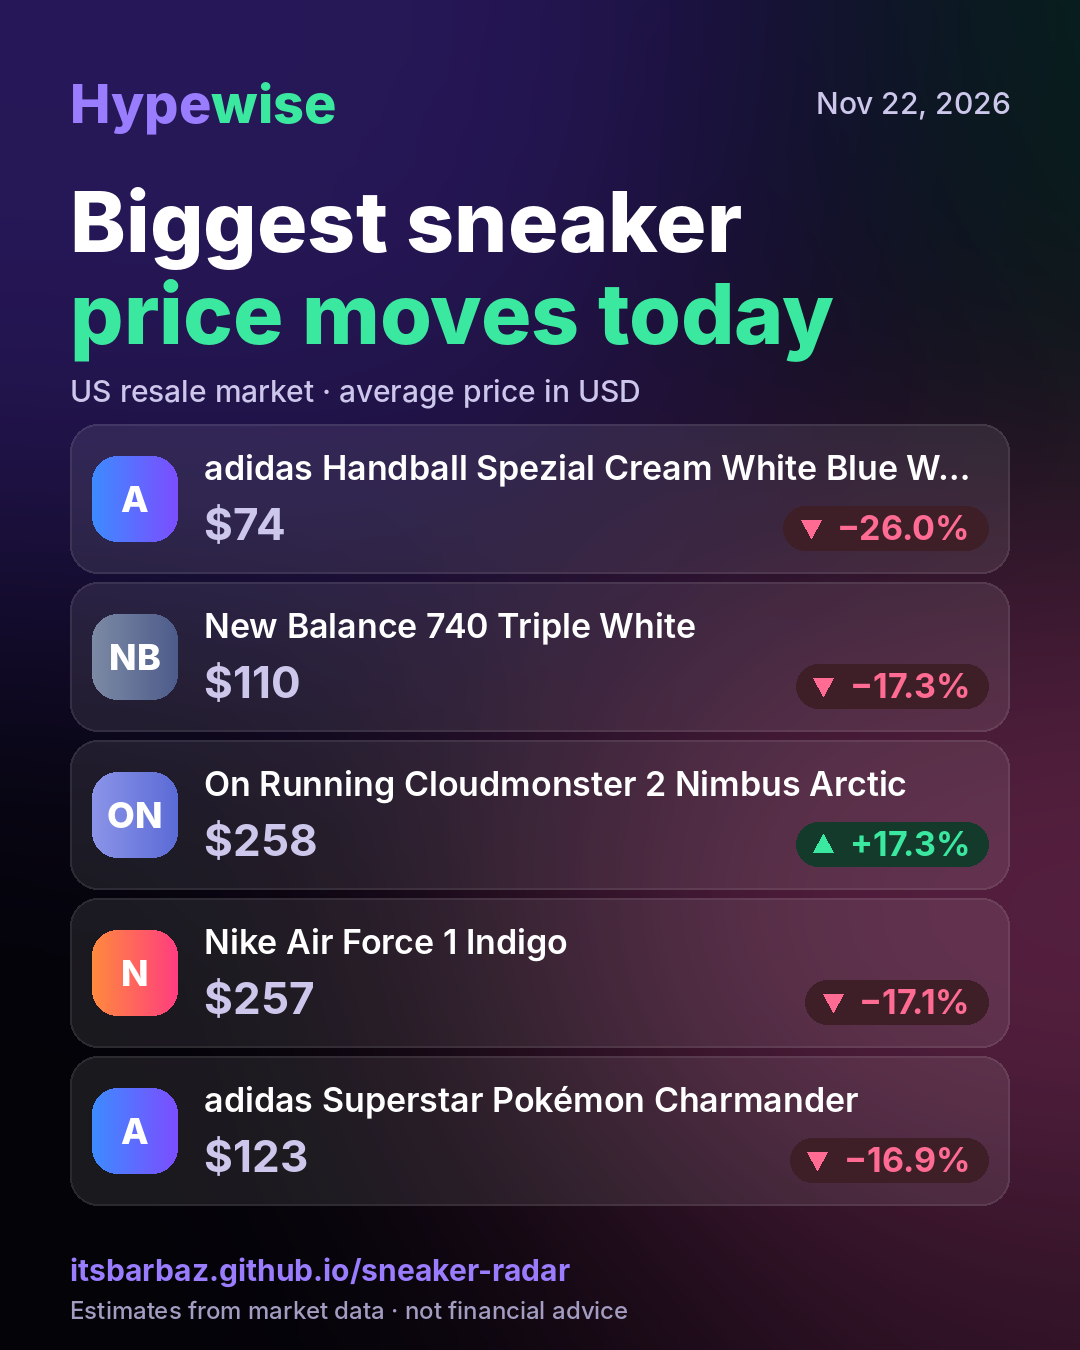 Hypewise
Nov 22, 2026
Biggest sneaker
price moves today
US resale market · average price in USD
A
adidas Handball Spezial Cream White Blue W...
$74
▼ −26.0%
NB
New Balance 740 Triple White
$110
▼ −17.3%
ON
On Running Cloudmonster 2 Nimbus Arctic
$258
▲ +17.3%
N
Nike Air Force 1 Indigo
$257
▼ −17.1%
A
adidas Superstar Pokémon Charmander
$123
▼ −16.9%
itsbarbaz.github.io/sneaker-radar
Estimates from market data · not financial advice